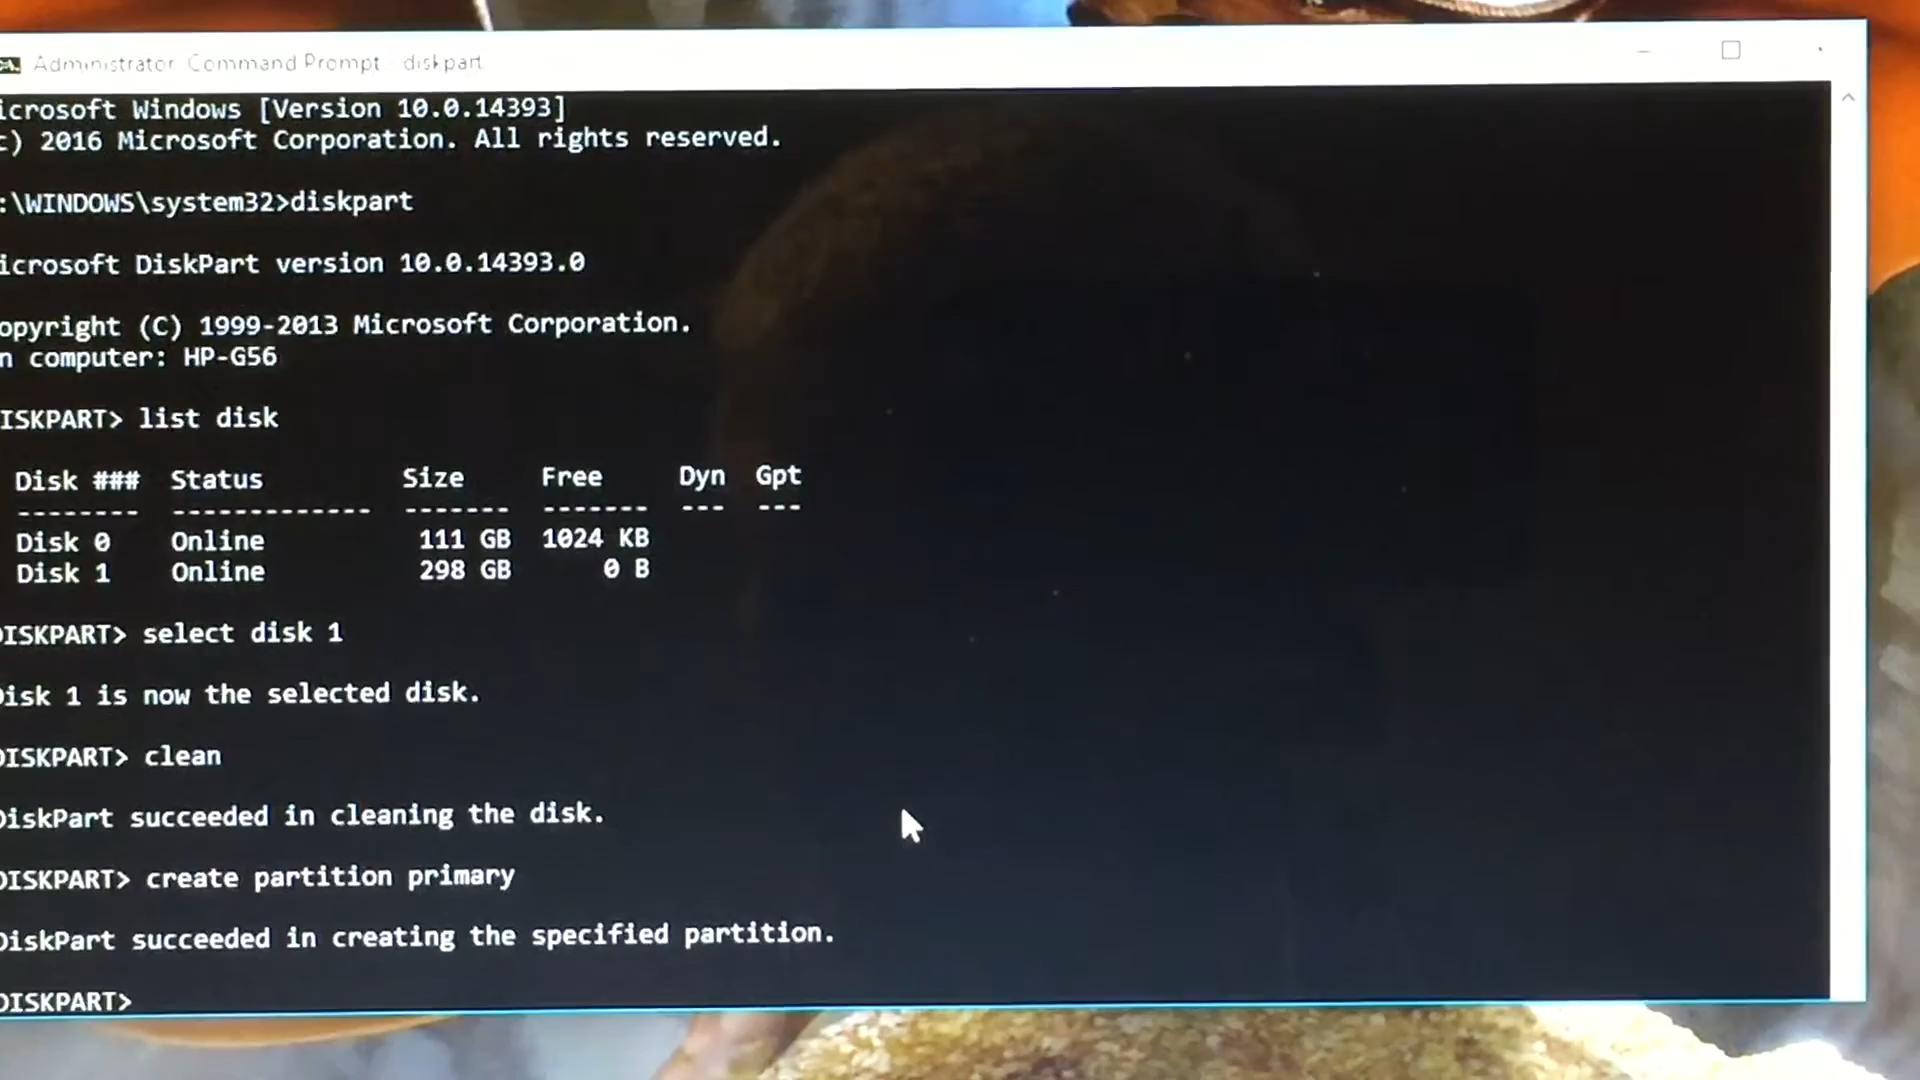 Administrator: Command Prompt - diskpart
icrosoft Windows [Version 10.0.14393]
c) 2016 Microsoft Corporation. All rights reserved.
:\WINDOWS\system32>diskpart
icrosoft DiskPart version 10.0.14393.0
opyright (C) 1999-2013 Microsoft Corporation.
n computer: HP-G56
ISKPART> list disk
Disk ### Status Size Free Dyn Gpt
-------- ------------- ------- ------- --- ---
Disk 0 Online 111 GB 1024 KB
Disk 1 Online 298 GB 0 B
DISKPART> select disk 1
Disk 1 is now the selected disk.
DISKPART> clean
DiskPart succeeded in cleaning the disk.
DISKPART> create partition primary
DiskPart succeeded in creating the specified partition.
DISKPART>